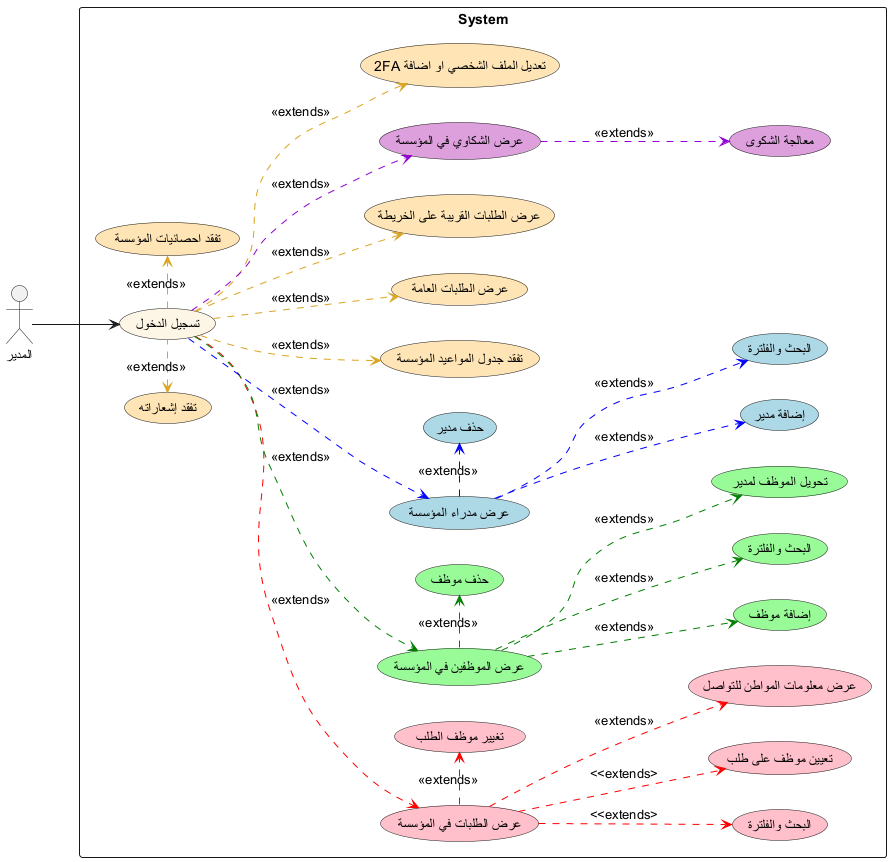 System
تعديل الملف الشخصي او اضافة 2FA
«extends»
عرض الشكاوي في المؤسسة
«extends»
معالجة الشكوى
«extends»
عرض الطلبات القريبة على الخريطة
تفقد احصائيات المؤسسة
«extends»
«extends»
عرض الطلبات العامة
«extends»
تسجيل الدخول
المدير
«extends»
تفقد جدول المواعيد المؤسسة
البحث والفلترة
«extends»
تفقد إشعاراته
«extends»
«extends»
حذف مدير
إضافة مدير
«extends»
«extends»
«extends»
تحويل الموظف لمدير
عرض مدراء المؤسسة
«extends»
البحث والفلترة
حذف موظف
«extends»
«extends»
إضافة موظف
«extends»
«extends»
عرض الموظفين في المؤسسة
عرض معلومات المواطن للتواصل
«extends»
تغيير موظف الطلب
تعيين موظف على طلب
«extends»
<<extends>
<<extends>
عرض الطلبات في المؤسسة
البحث والفلترة